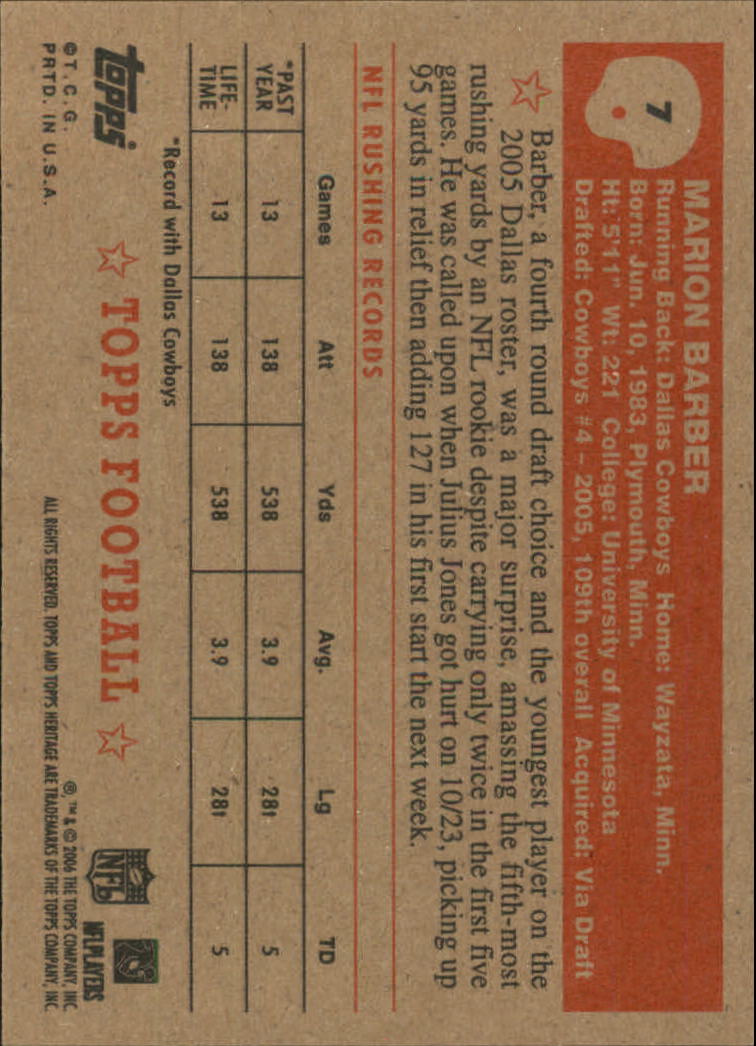 7
MARION BARBER
Running Back: Dallas Cowboys Home: Wayzata, Minn.
Born: Jun. 10, 1983, Plymouth, Minn.
Ht: 5'11" Wt: 221 College: University of Minnesota
Drafted: Cowboys #4 – 2005, 109th overall Acquired: Via Draft
Barber, a fourth round draft choice and the youngest player on the
2005 Dallas roster, was a major surprise, amassing the fifth-most
rushing yards by an NFL rookie despite carrying only twice in the first five
games. He was called upon when Julius Jones got hurt on 10/23, picking up
95 yards in relief then adding 127 in his first start the next week.
NFL RUSHING RECORDS
Games Att Yds Avg. Lg TD
*PAST YEAR 13 138 538 3.9 28t 5
LIFE-TIME 13 138 538 3.9 28t 5
*Record with Dallas Cowboys
topps
© T. C. G.
PRTD. IN U.S.A.
TOPPS FOOTBALL
NFL
NFLPLAYERS
®, ™ & © 2006 THE TOPPS COMPANY, INC.
ALL RIGHTS RESERVED. TOPPS AND TOPPS HERITAGE ARE TRADEMARKS OF THE TOPPS COMPANY, INC.